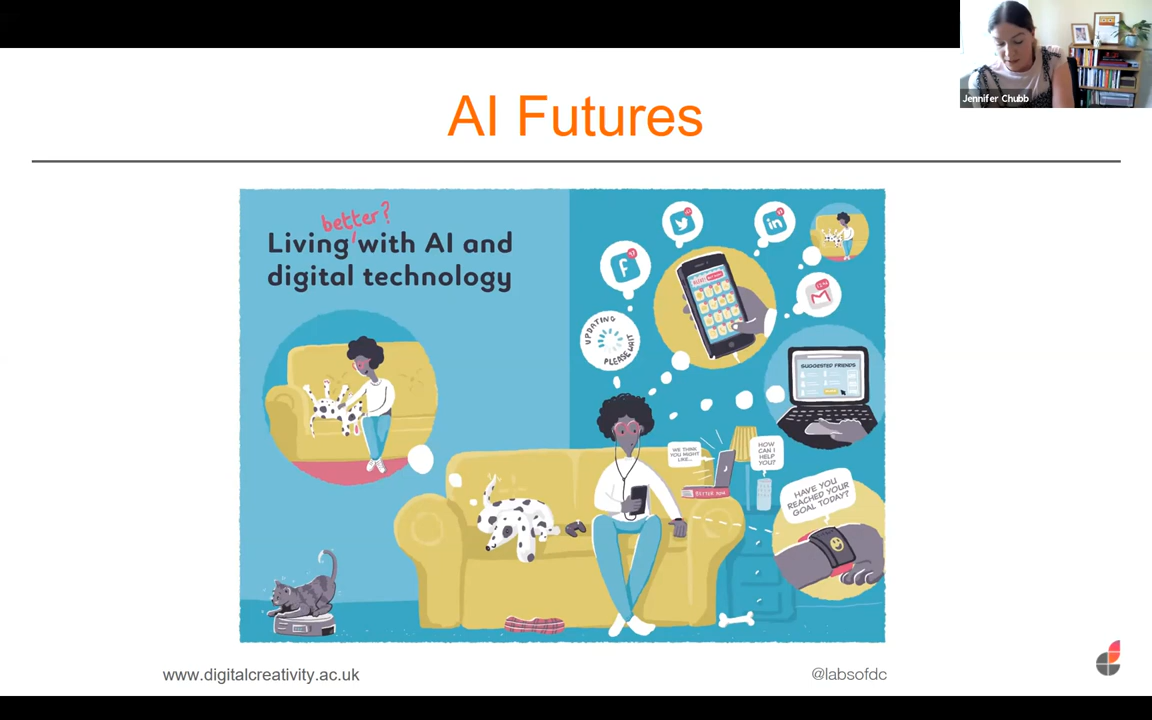 Jennifer Chubb
AI Futures
better?
Living with AI and
digital technology
UPDATING
PLEASE WAIT
SUGGESTED FRIENDS
WE THINK
YOU MIGHT
LIKE...
HOW
CAN I
HELP
YOU?
HAVE YOU
REACHED YOUR
GOAL TODAY?
www.digitalcreativity.ac.uk
@labsofdc